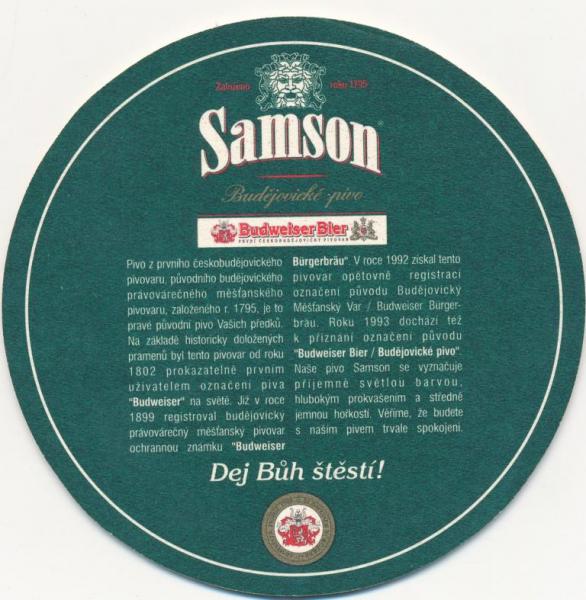 Založeno roku 1795
Samson
Budějovické pivo
Budweiser Bier
PRVNÍ ČESKOBUDĚJOVICKÝ PIVOVAR
Pivo z prvního českobudějovického
pivovaru, původního budějovického
právovárečného měšťanského
pivovaru, založeného r. 1795, je to
pravé původní pivo Vašich předků.
Na základě historicky doložených
pramenů byl tento pivovar od roku
1802 prokazatelně prvním
uživatelem označení piva
"Budweiser" na světě. Již v roce
1899 registroval budějovický
právovárečný měšťanský pivovar
ochrannou známku "Budweiser
Bürgerbräu". V roce 1992 získal tento
pivovar opětovně registraci
označení původu Budějovický
Měšťanský Var / Budweiser Bürger-
bräu. Roku 1993 dochází též
k přiznání označení původu
"Budweiser Bier / Budějovické pivo".
Naše pivo Samson se vyznačuje
příjemně světlou barvou,
hlubokým prokvašením a středně
jemnou hořkostí. Věříme, že budete
s naším pivem trvale spokojeni.
Dej Bůh štěstí!